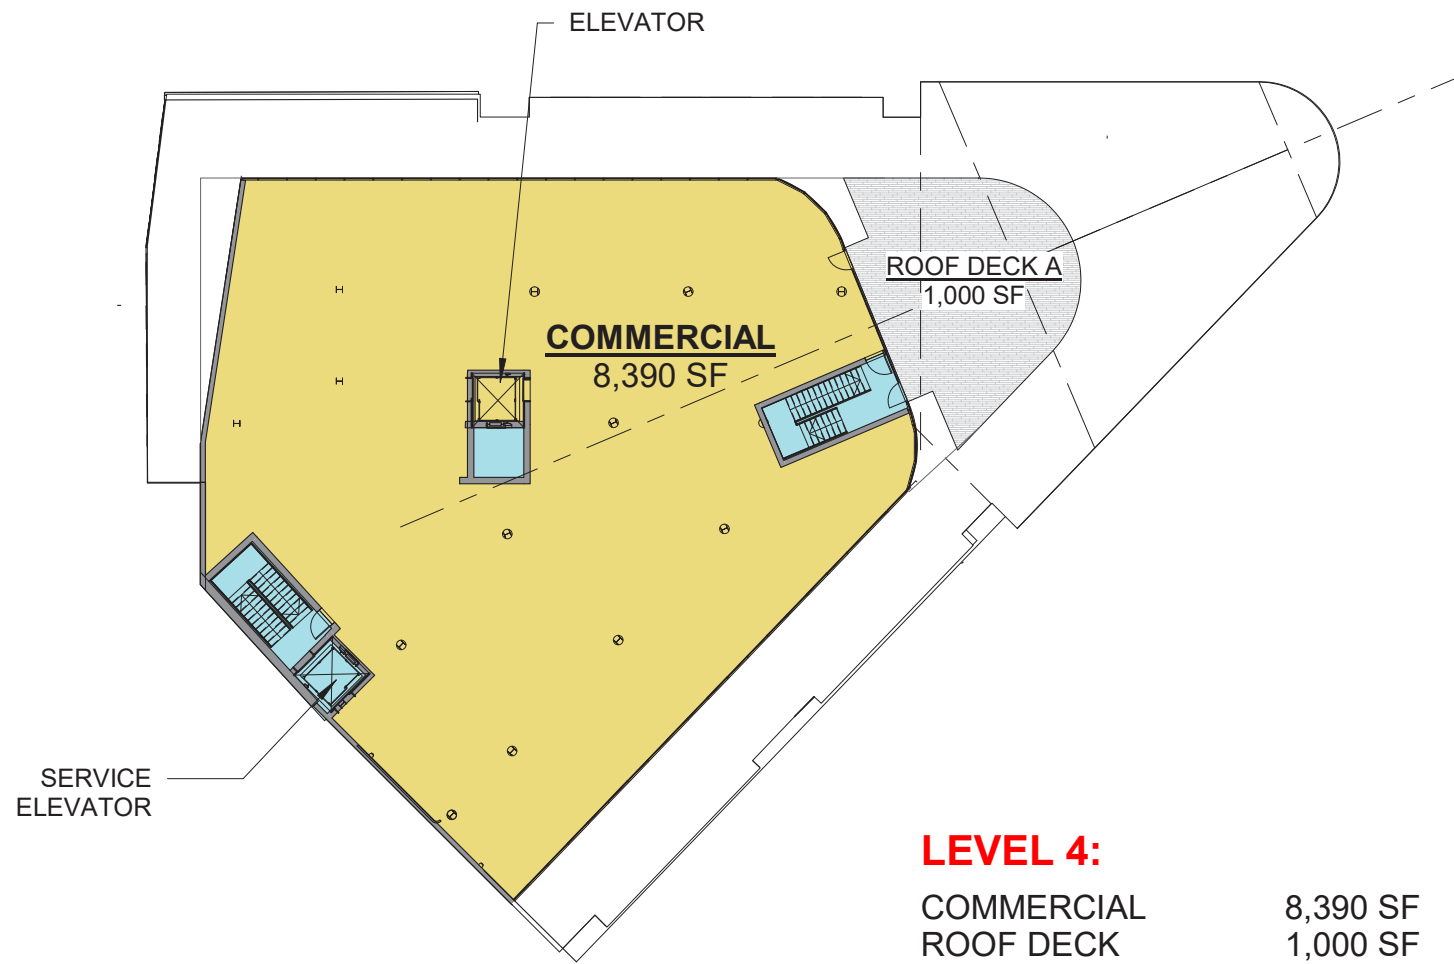 ELEVATOR
ROOF DECK A
1,000 SF
COMMERCIAL
8,390 SF
SERVICE
ELEVATOR
LEVEL 4:
COMMERCIAL 8,390 SF
ROOF DECK 1,000 SF